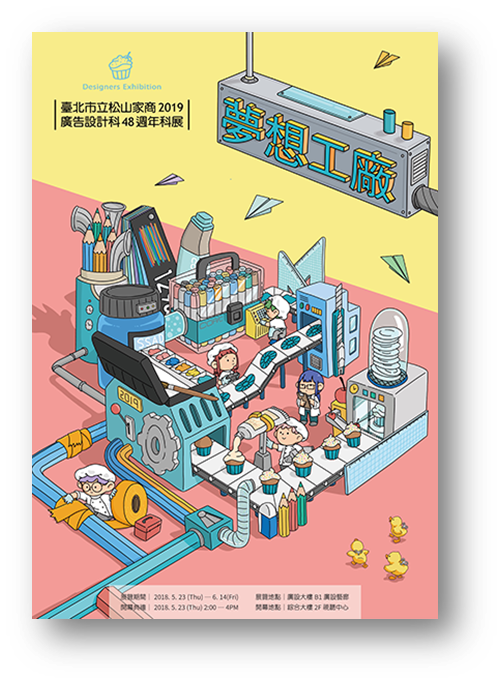 Designers Exhibition
臺北市立松山家商 2019
廣告設計科 48 週年科展
夢想工廠
2019
展覽期間｜ 2018. 5. 23 (Thu) — 6. 14(Fri)
開幕典禮｜ 2018. 5. 23 (Thu) 2:00 — 4PM
展覽地點｜廣設大樓 B1 廣設藝廊
開幕地點｜綜合大樓 2F 視聽中心